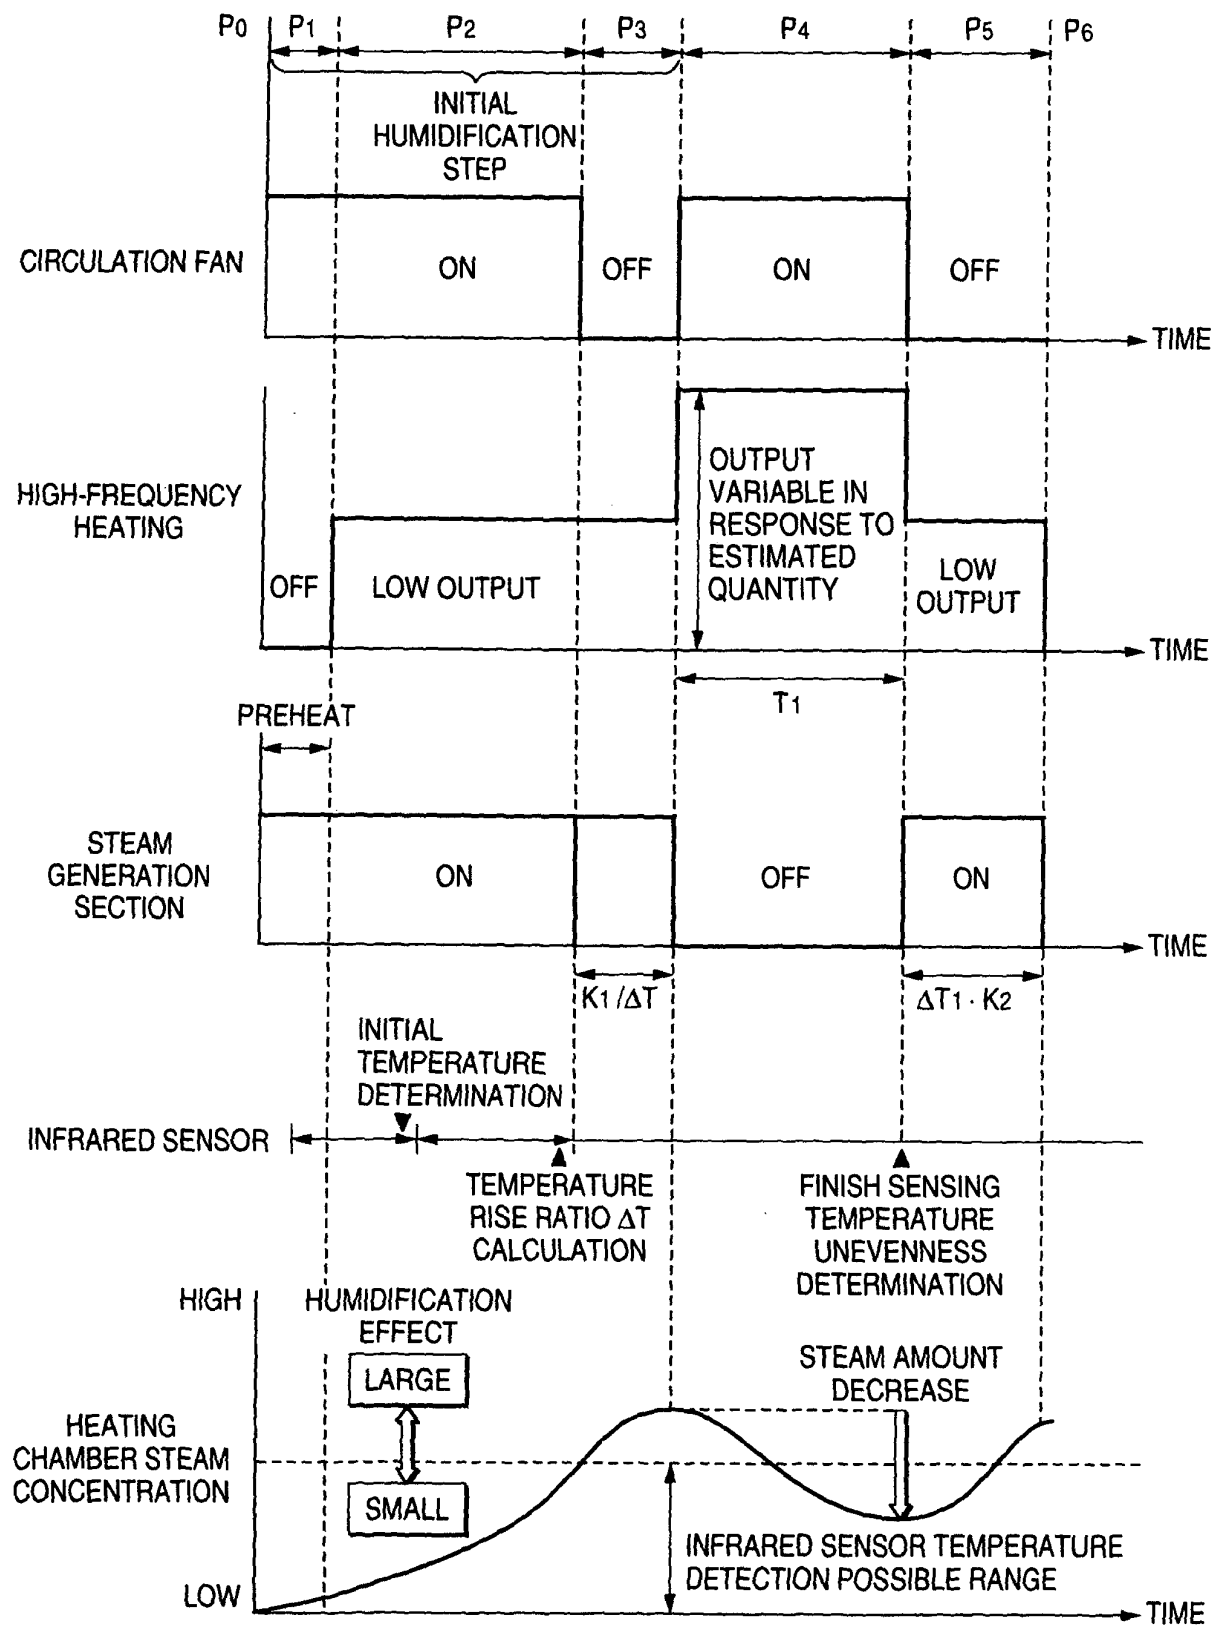 P0 P1 P2 P3 P4 P5 P6
INITIAL
HUMIDIFICATION
STEP
CIRCULATION FAN
ON
OFF
ON
OFF
TIME
HIGH-FREQUENCY
HEATING
OFF
LOW OUTPUT
OUTPUT
VARIABLE IN
RESPONSE TO
ESTIMATED
QUANTITY
LOW
OUTPUT
TIME
T1
PREHEAT
STEAM
GENERATION
SECTION
ON
OFF
ON
TIME
K1/ΔT
ΔT1·K2
INITIAL
TEMPERATURE
DETERMINATION
INFRARED SENSOR
TEMPERATURE
RISE RATIO ΔT
CALCULATION
FINISH SENSING
TEMPERATURE
UNEVENNESS
DETERMINATION
HIGH
HUMIDIFICATION
EFFECT
LARGE
SMALL
STEAM AMOUNT
DECREASE
HEATING
CHAMBER STEAM
CONCENTRATION
INFRARED SENSOR TEMPERATURE
DETECTION POSSIBLE RANGE
LOW
TIME